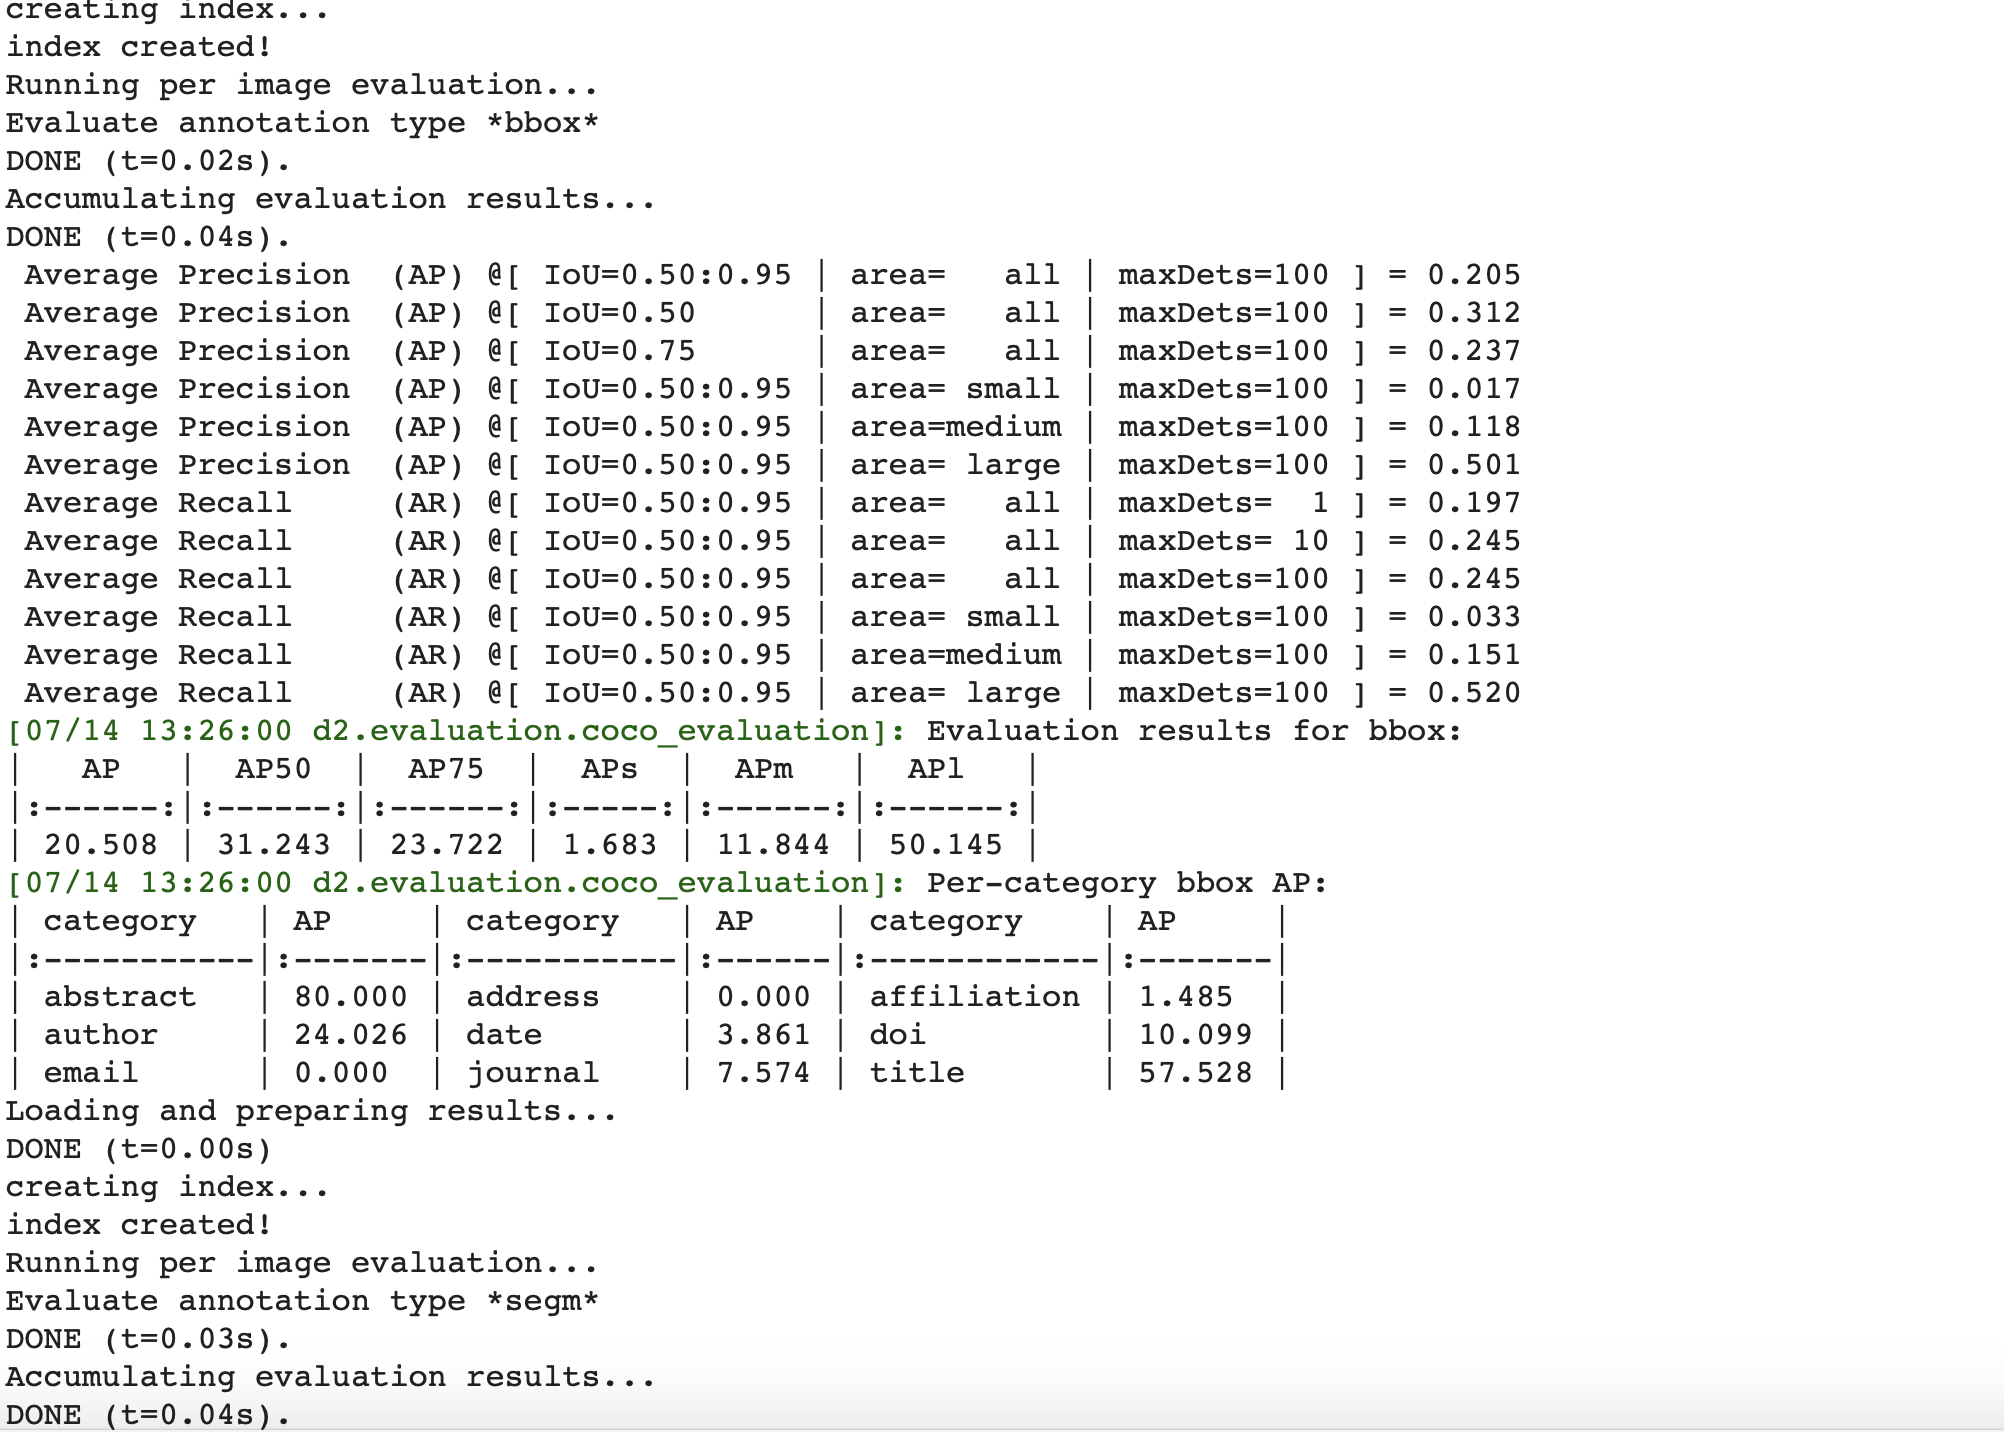 creating index...
index created!
Running per image evaluation...
Evaluate annotation type *bbox*
DONE (t=0.02s).
Accumulating evaluation results...
DONE (t=0.04s).
 Average Precision  (AP) @[ IoU=0.50:0.95 | area=   all | maxDets=100 ] = 0.205
 Average Precision  (AP) @[ IoU=0.50      | area=   all | maxDets=100 ] = 0.312
 Average Precision  (AP) @[ IoU=0.75      | area=   all | maxDets=100 ] = 0.237
 Average Precision  (AP) @[ IoU=0.50:0.95 | area= small | maxDets=100 ] = 0.017
 Average Precision  (AP) @[ IoU=0.50:0.95 | area=medium | maxDets=100 ] = 0.118
 Average Precision  (AP) @[ IoU=0.50:0.95 | area= large | maxDets=100 ] = 0.501
 Average Recall     (AR) @[ IoU=0.50:0.95 | area=   all | maxDets=  1 ] = 0.197
 Average Recall     (AR) @[ IoU=0.50:0.95 | area=   all | maxDets= 10 ] = 0.245
 Average Recall     (AR) @[ IoU=0.50:0.95 | area=   all | maxDets=100 ] = 0.245
 Average Recall     (AR) @[ IoU=0.50:0.95 | area= small | maxDets=100 ] = 0.033
 Average Recall     (AR) @[ IoU=0.50:0.95 | area=medium | maxDets=100 ] = 0.151
 Average Recall     (AR) @[ IoU=0.50:0.95 | area= large | maxDets=100 ] = 0.520
[07/14 13:26:00 d2.evaluation.coco_evaluation]: Evaluation results for bbox:
|   AP   |  AP50  |  AP75  |  APs  |  APm   |  APl   |
|:------:|:------:|:------:|:-----:|:------:|:------:|
| 20.508 | 31.243 | 23.722 | 1.683 | 11.844 | 50.145 |
[07/14 13:26:00 d2.evaluation.coco_evaluation]: Per-category bbox AP:
| category   | AP     | category   | AP    | category    | AP     |
|:-----------|:-------|:-----------|:------|:------------|:-------|
| abstract   | 80.000 | address    | 0.000 | affiliation | 1.485  |
| author     | 24.026 | date       | 3.861 | doi         | 10.099 |
| email      | 0.000  | journal    | 7.574 | title       | 57.528 |
Loading and preparing results...
DONE (t=0.00s)
creating index...
index created!
Running per image evaluation...
Evaluate annotation type *segm*
DONE (t=0.03s).
Accumulating evaluation results...
DONE (t=0.04s).